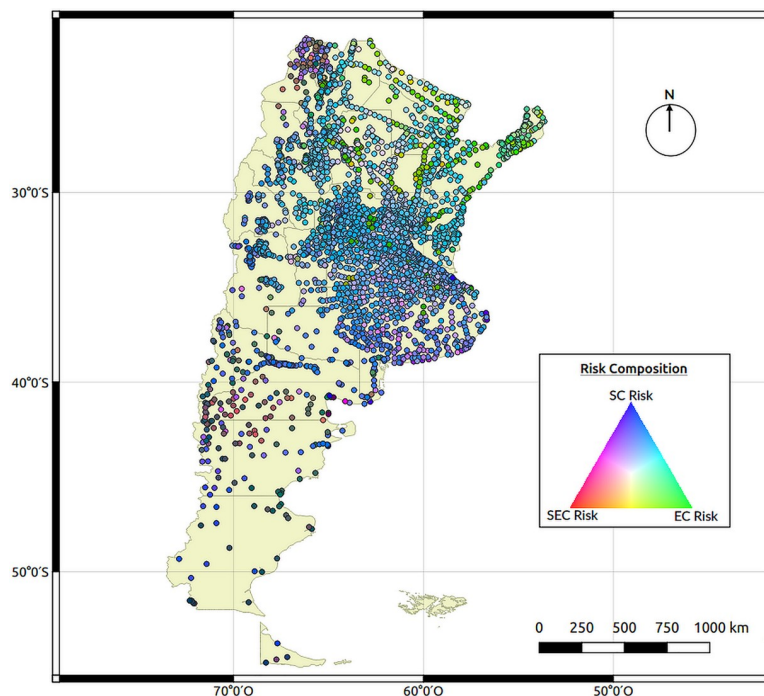 N
30°0'S
40°0'S
50°0'S
Risk Composition
SC Risk
SEC Risk
EC Risk
0 250 500 750 1000 km
70°0'O
60°0'O
50°0'O